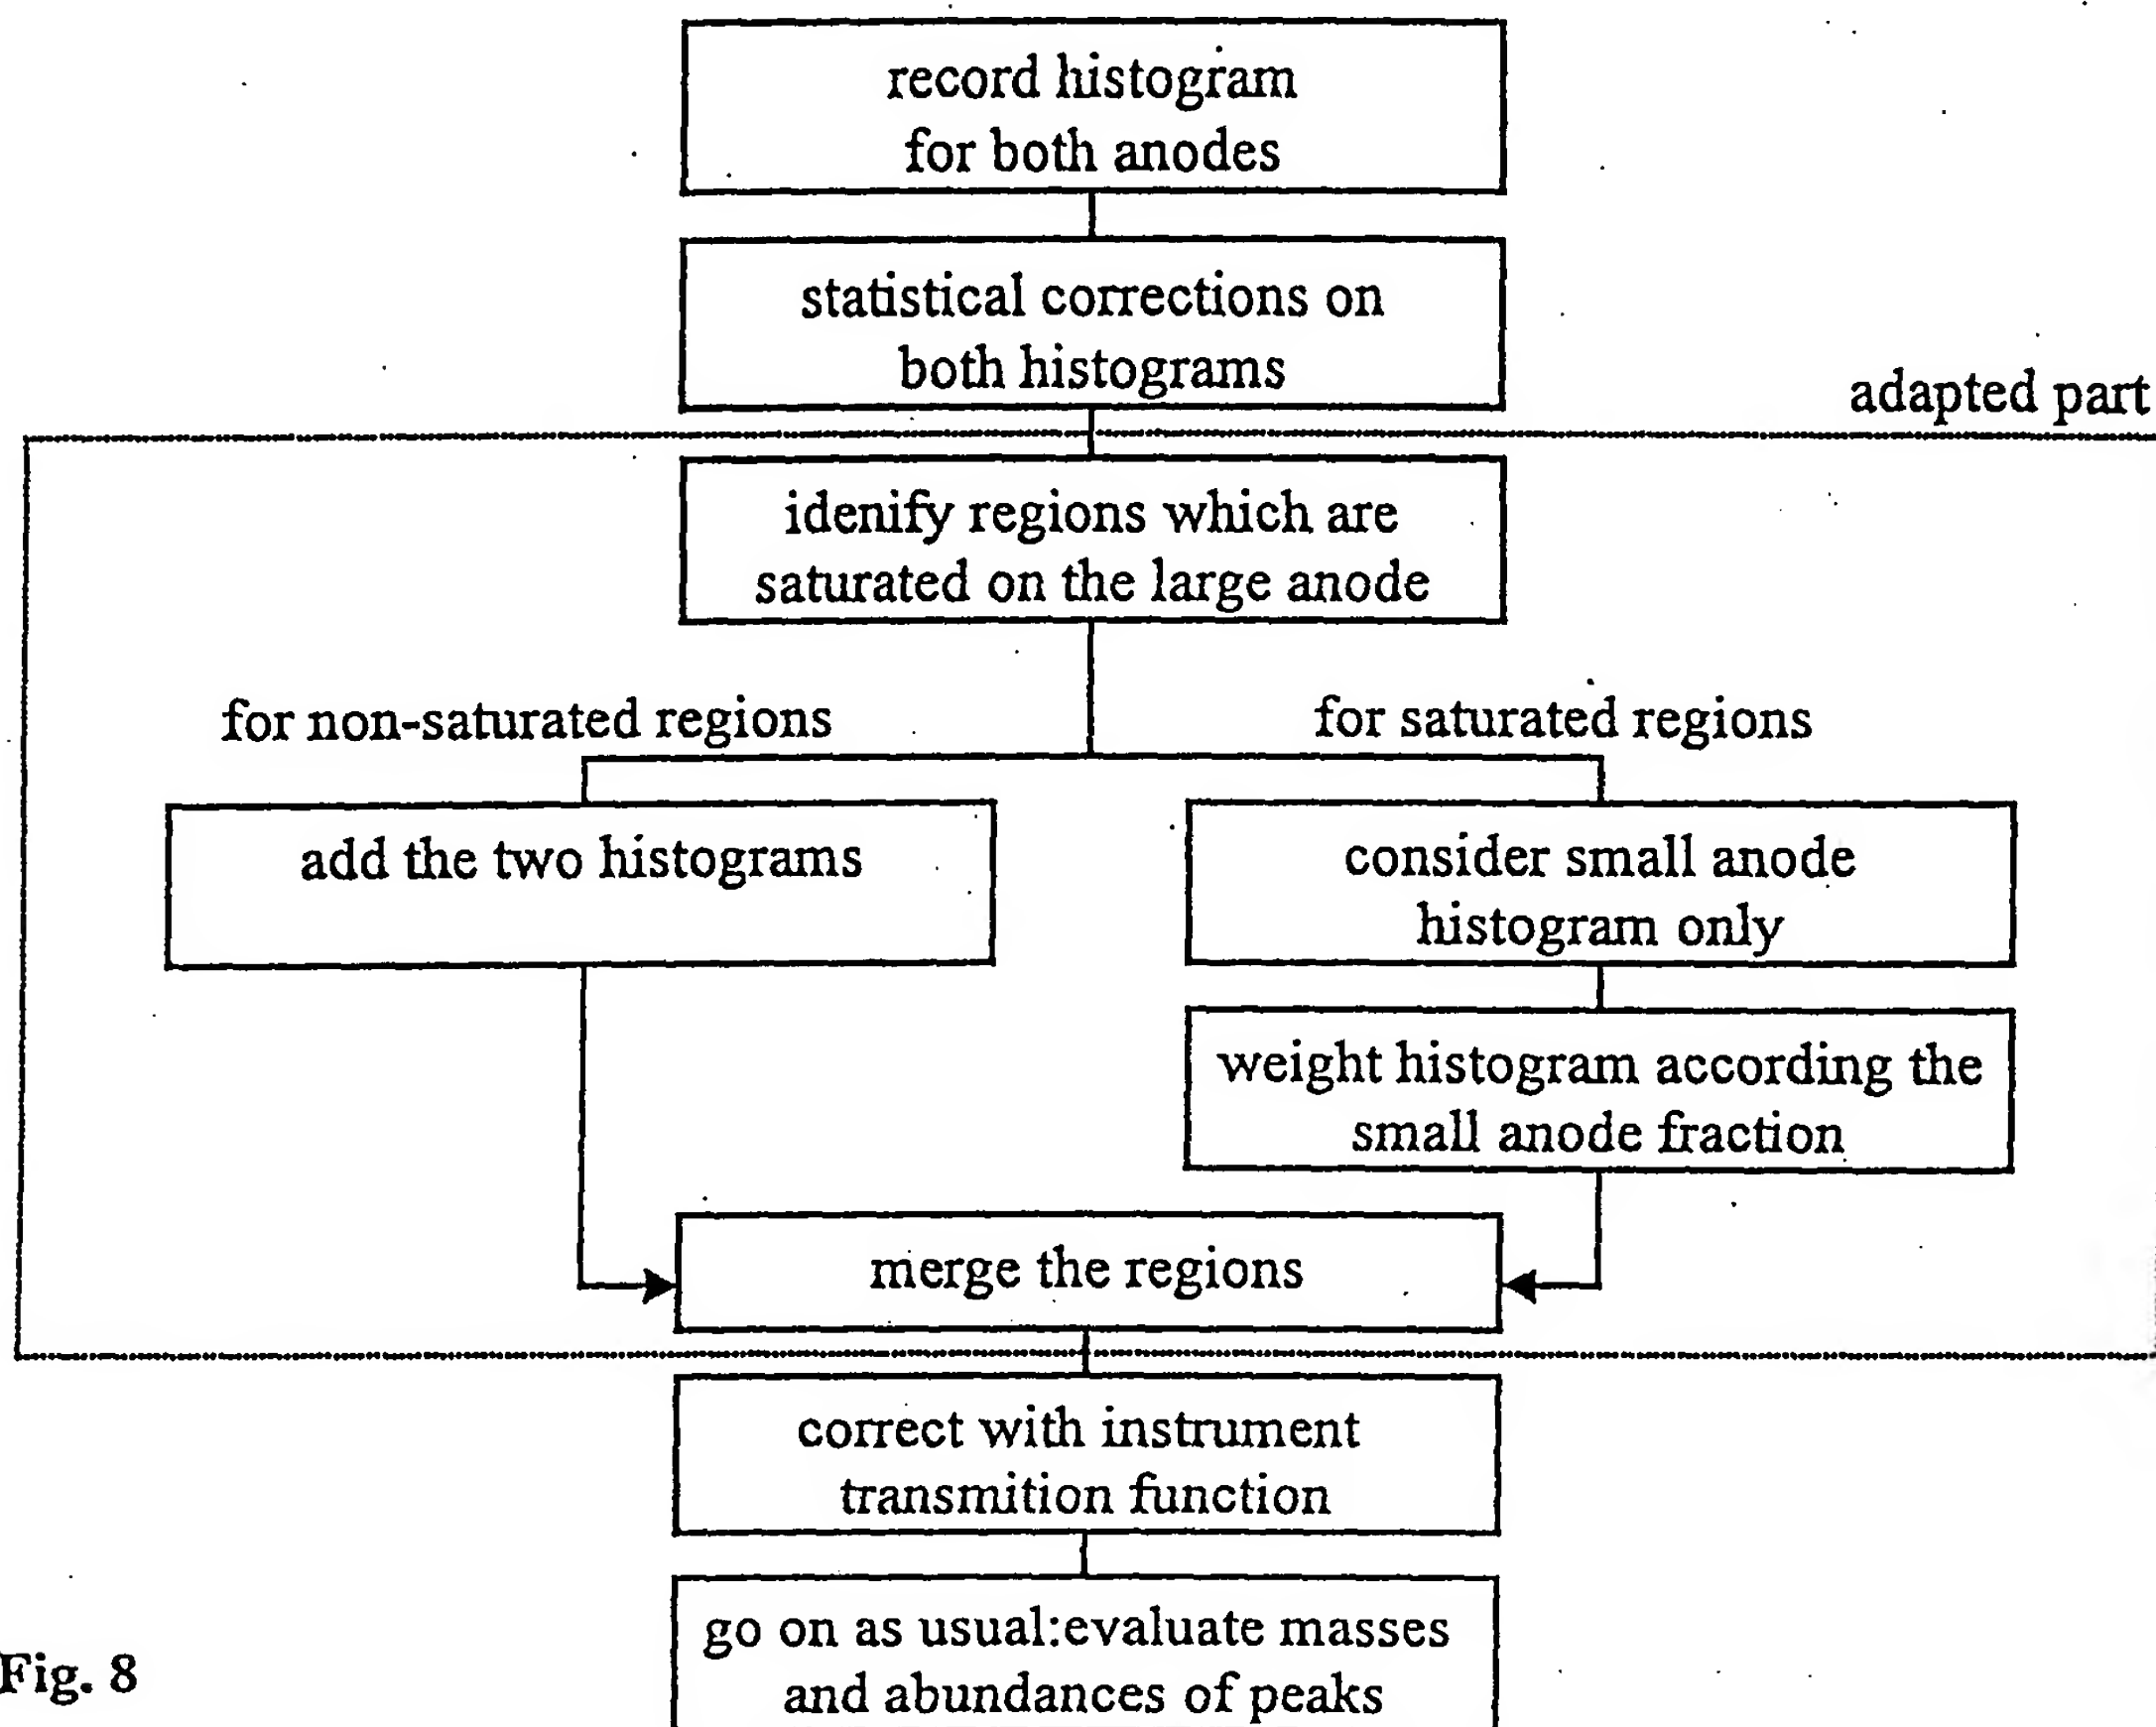 record histogram
for both anodes
statistical corrections on
both histograms
adapted part
idenify regions which are
saturated on the large anode
for non-saturated regions
for saturated regions
add the two histograms
consider small anode
histogram only
weight histogram according the
small anode fraction
merge the regions
correct with instrument
transmition function
go on as usual:evaluate masses
and abundances of peaks
Fig. 8